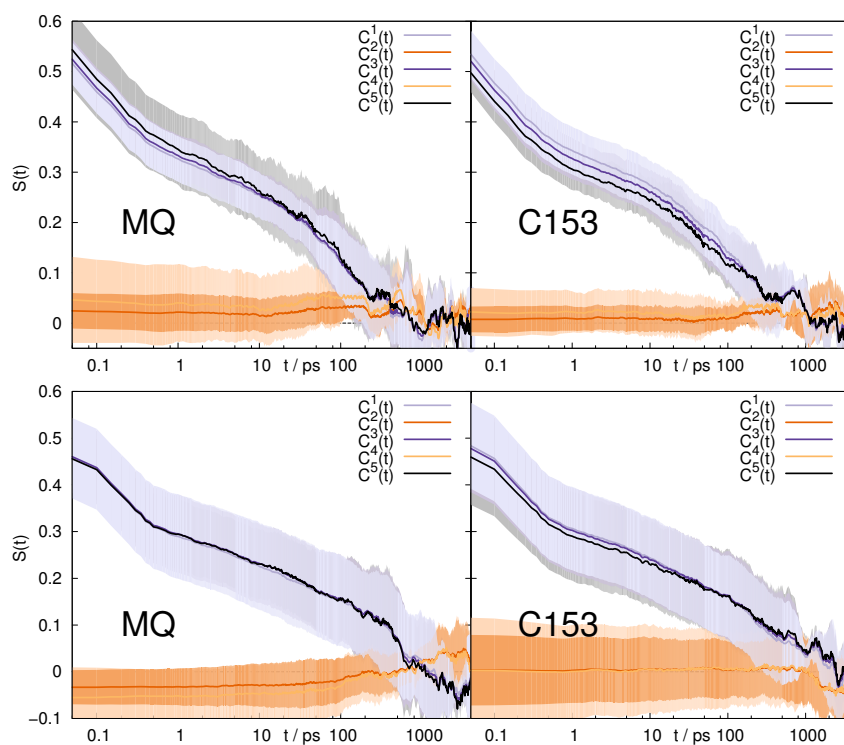 0.6
0.5
0.4
0.3
0.2
0.1
0
S(t)
C¹(t)
C²(t)
C³(t)
C⁴(t)
C⁵(t)
MQ
0.1 1 10 t / ps 100 1000
C¹(t)
C²(t)
C³(t)
C⁴(t)
C⁵(t)
C153
0.1 1 10 t / ps 100 1000
0.6
0.5
0.4
0.3
0.2
0.1
0
-0.1
S(t)
C¹(t)
C²(t)
C³(t)
C⁴(t)
C⁵(t)
MQ
0.1 1 10 t / ps 100 1000
C¹(t)
C²(t)
C³(t)
C⁴(t)
C⁵(t)
C153
0.1 1 10 t / ps 100 1000